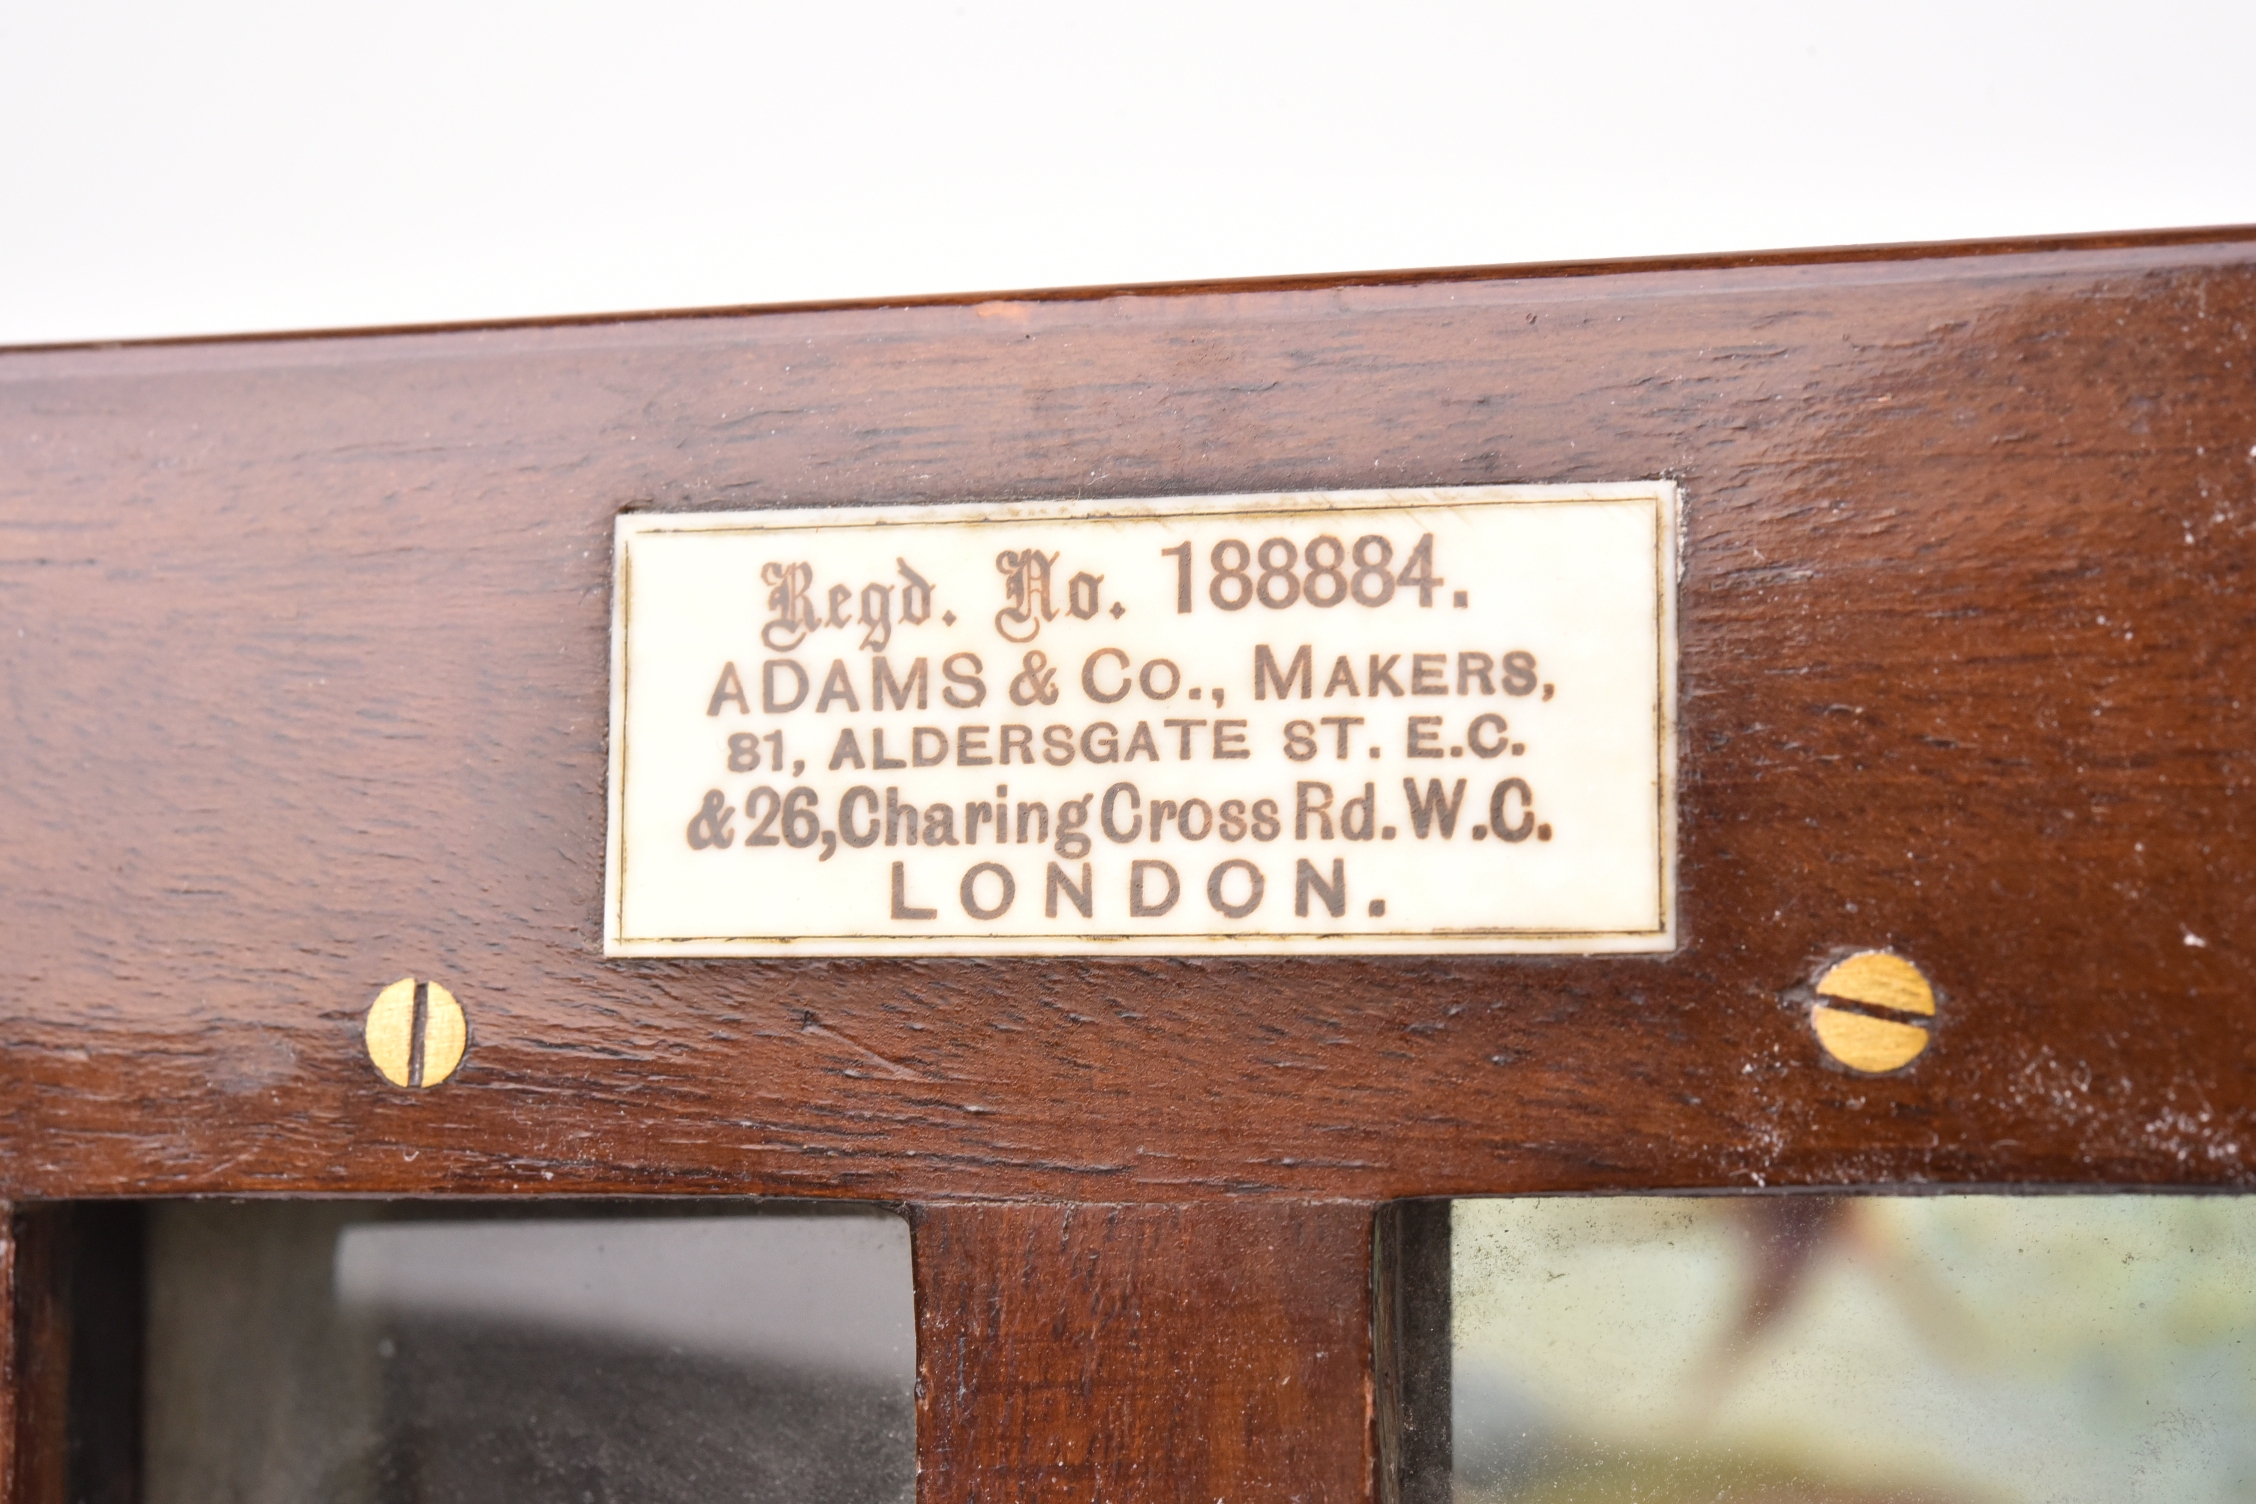 Regd. No. 188884.
ADAMS & Co., MAKERS,
81, ALDERSGATE ST. E.C.
& 26, Charing Cross Rd. W.C.
LONDON.